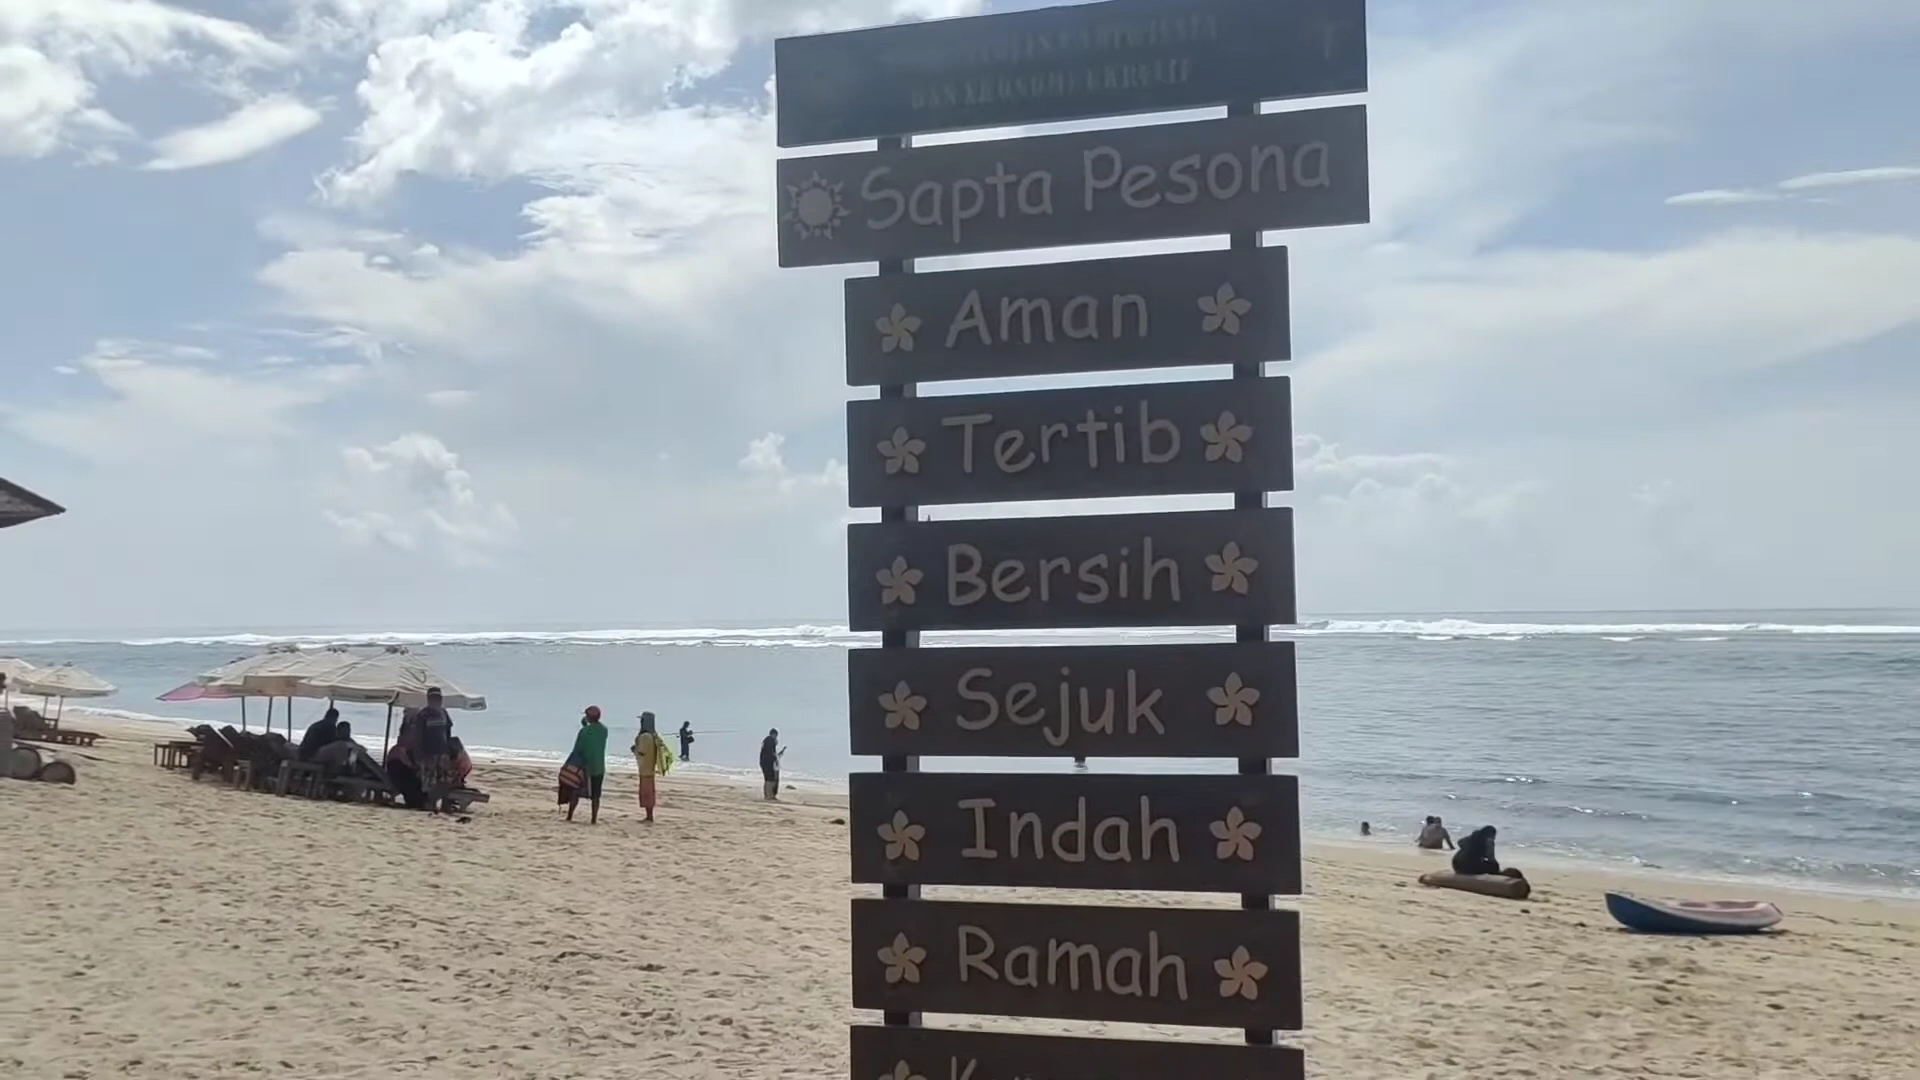 Sapta Pesona
Aman
Tertib
Bersih
Sejuk
Indah
Ramah